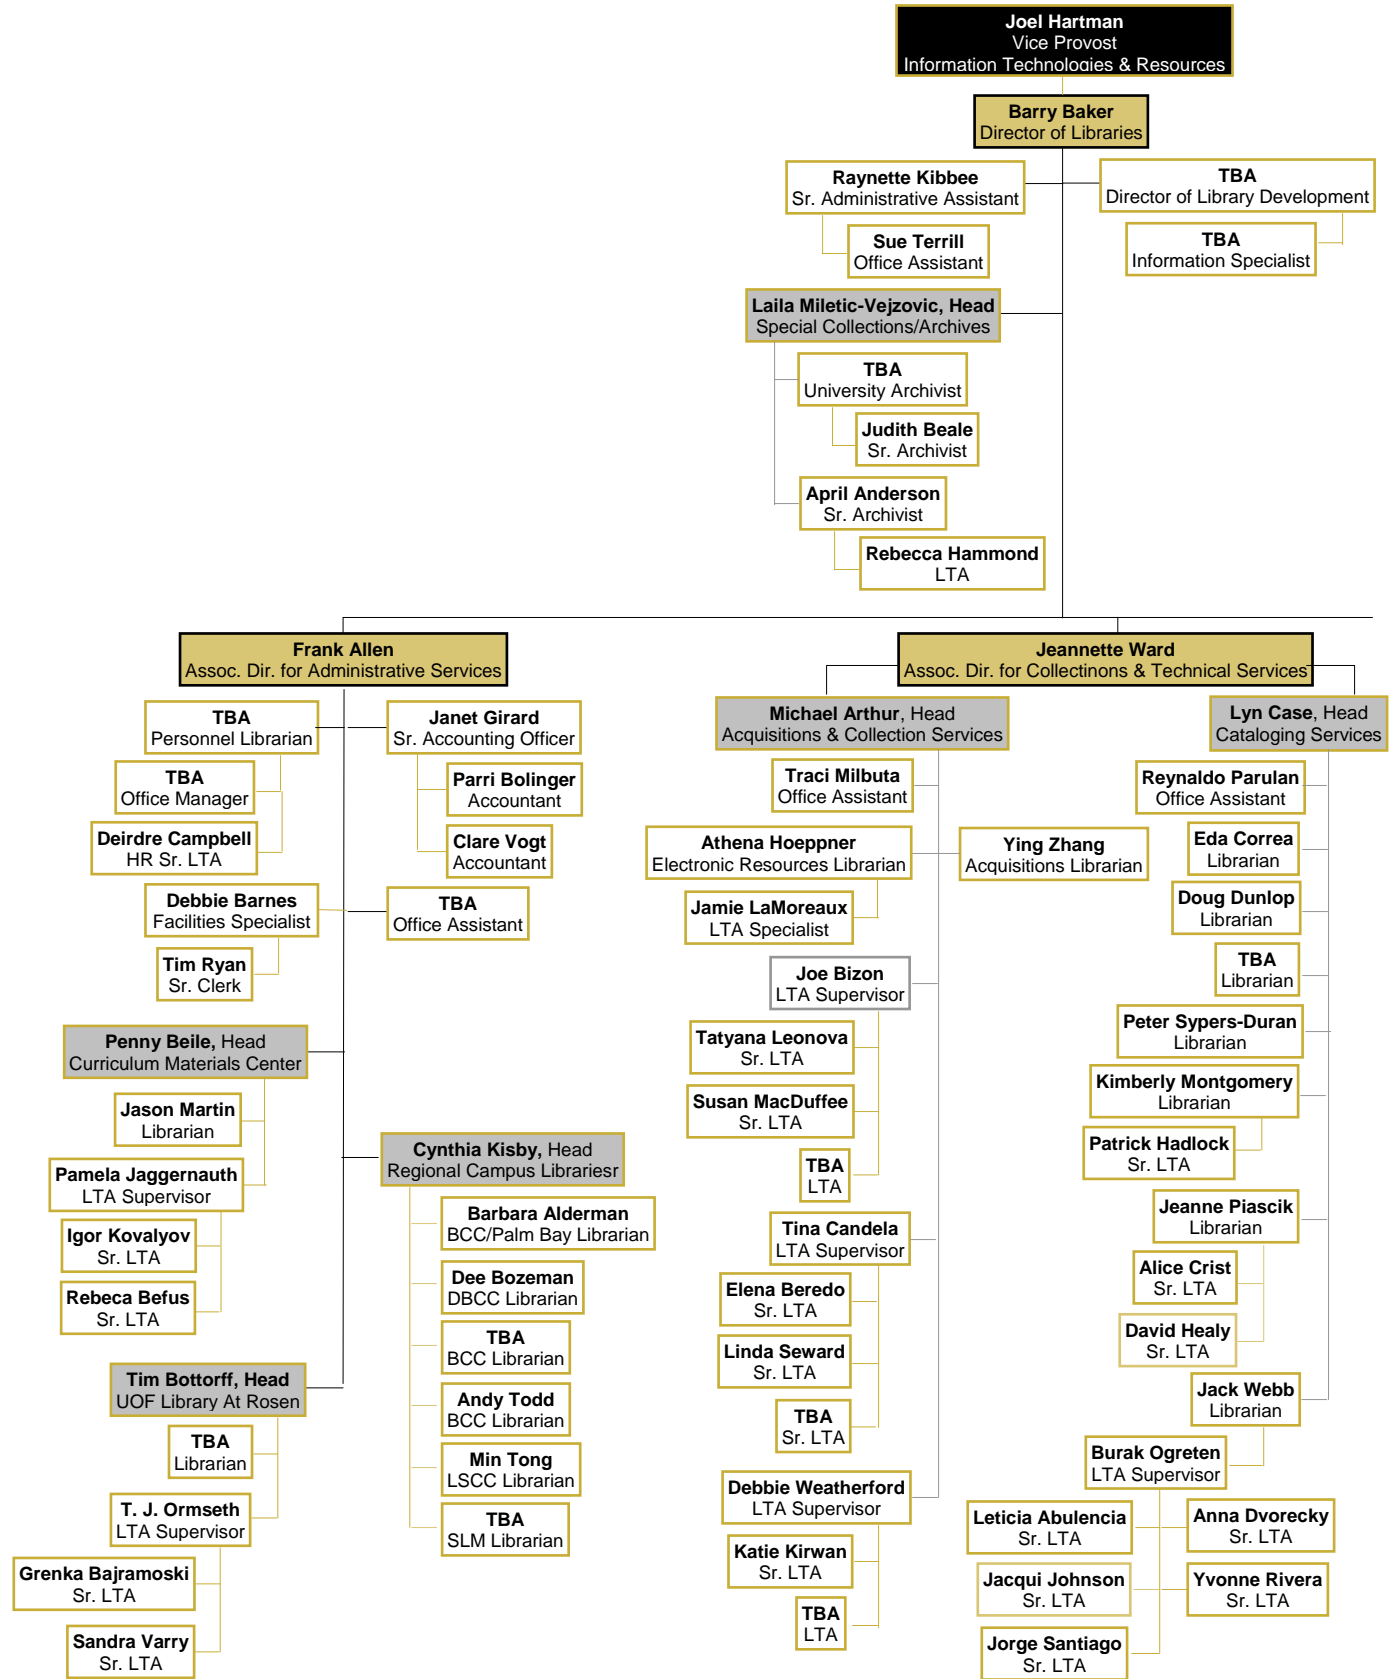 Joel Hartman
Vice Provost
Information Technologies & Resources
Barry Baker
Director of Libraries
Raynette Kibbee
Sr. Administrative Assistant
TBA
Director of Library Development
Sue Terrill
Office Assistant
TBA
Information Specialist
Laila Miletic-Vejzovic, Head
Special Collections/Archives
TBA
University Archivist
Judith Beale
Sr. Archivist
April Anderson
Sr. Archivist
Rebecca Hammond
LTA
Frank Allen
Assoc. Dir. for Administrative Services
TBA
Personnel Librarian
Janet Girard
Sr. Accounting Officer
TBA
Office Manager
Parri Bolinger
Accountant
Deirdre Campbell
HR Sr. LTA
Clare Vogt
Accountant
Debbie Barnes
Facilities Specialist
TBA
Office Assistant
Tim Ryan
Sr. Clerk
Penny Beile, Head
Curriculum Materials Center
Jason Martin
Librarian
Pamela Jaggernauth
LTA Supervisor
Igor Kovalyov
Sr. LTA
Rebeca Befus
Sr. LTA
Cynthia Kisby, Head
Regional Campus Librariesr
Barbara Alderman
BCC/Palm Bay Librarian
Dee Bozeman
DBCC Librarian
TBA
BCC Librarian
Andy Todd
BCC Librarian
Min Tong
LSCC Librarian
TBA
SLM Librarian
Tim Bottorff, Head
UOF Library At Rosen
TBA
Librarian
T. J. Ormseth
LTA Supervisor
Grenka Bajramoski
Sr. LTA
Sandra Varry
Sr. LTA
Jeannette Ward
Assoc. Dir. for Collectinons & Technical Services
Michael Arthur, Head
Acquisitions & Collection Services
Traci Milbuta
Office Assistant
Athena Hoeppner
Electronic Resources Librarian
Ying Zhang
Acquisitions Librarian
Jamie LaMoreaux
LTA Specialist
Joe Bizon
LTA Supervisor
Tatyana Leonova
Sr. LTA
Susan MacDuffee
Sr. LTA
TBA
LTA
Tina Candela
LTA Supervisor
Elena Beredo
Sr. LTA
Linda Seward
Sr. LTA
TBA
Sr. LTA
Debbie Weatherford
LTA Supervisor
Katie Kirwan
Sr. LTA
TBA
LTA
Lyn Case, Head
Cataloging Services
Reynaldo Parulan
Office Assistant
Eda Correa
Librarian
Doug Dunlop
Librarian
TBA
Librarian
Peter Sypers-Duran
Librarian
Kimberly Montgomery
Librarian
Patrick Hadlock
Sr. LTA
Jeanne Piascik
Librarian
Alice Crist
Sr. LTA
David Healy
Sr. LTA
Jack Webb
Librarian
Burak Ogreten
LTA Supervisor
Leticia Abulencia
Sr. LTA
Anna Dvorecky
Sr. LTA
Jacqui Johnson
Sr. LTA
Yvonne Rivera
Sr. LTA
Jorge Santiago
Sr. LTA